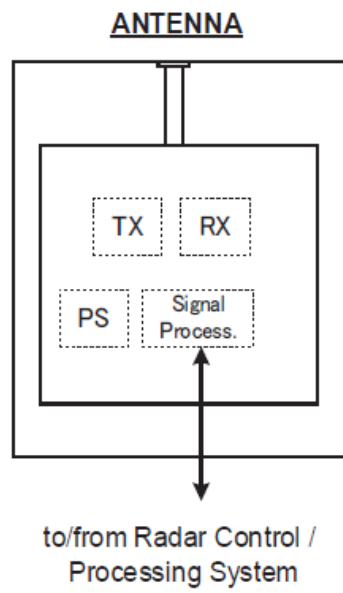 ANTENNA
TX
RX
PS
Signal
Process.
to/from Radar Control /
Processing System